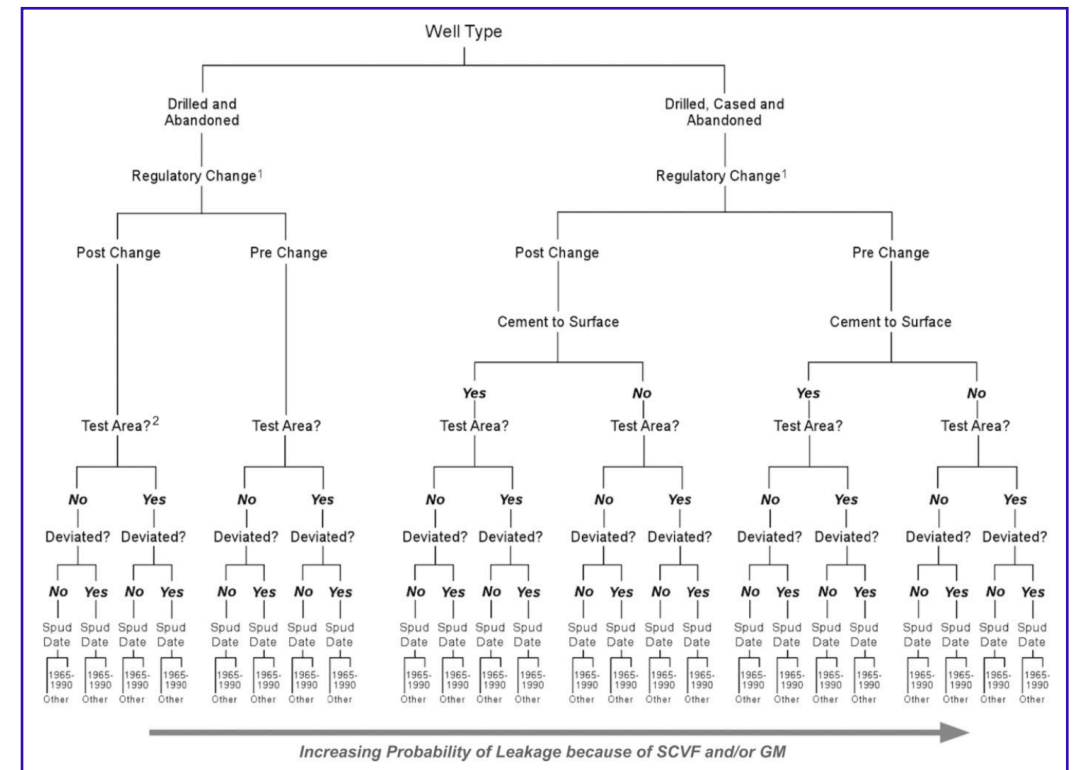 Well Type
Drilled and
Abandoned
Drilled, Cased and
Abandoned
Regulatory Change1
Regulatory Change1
Post Change
Pre Change
Post Change
Pre Change
Cement to Surface
Cement to Surface
Yes
No
Yes
No
Test Area?2
Test Area?
Test Area?
Test Area?
Test Area?
Test Area?
No Yes No Yes No Yes No Yes No Yes No Yes
Deviated? Deviated? Deviated? Deviated? Deviated? Deviated? Deviated? Deviated? Deviated? Deviated? Deviated? Deviated?
No Yes No Yes No Yes No Yes No Yes No Yes No Yes No Yes No Yes No Yes No Yes No Yes
Spud Spud Spud Spud Spud Spud Spud Spud Spud Spud Spud Spud Spud Spud Spud Spud Spud Spud Spud Spud Spud Spud Spud Spud
Date Date Date Date Date Date Date Date Date Date Date Date Date Date Date Date Date Date Date Date Date Date Date Date
1965- 1965- 1965- 1965- 1965- 1965- 1965- 1965- 1965- 1965- 1965- 1965- 1965- 1965- 1965- 1965- 1965- 1965- 1965- 1965- 1965- 1965- 1965- 1965-
1990 1990 1990 1990 1990 1990 1990 1990 1990 1990 1990 1990 1990 1990 1990 1990 1990 1990 1990 1990 1990 1990 1990 1990
Other Other Other Other Other Other Other Other Other Other Other Other Other Other Other Other Other Other Other Other Other Other Other Other
Increasing Probability of Leakage because of SCVF and/or GM